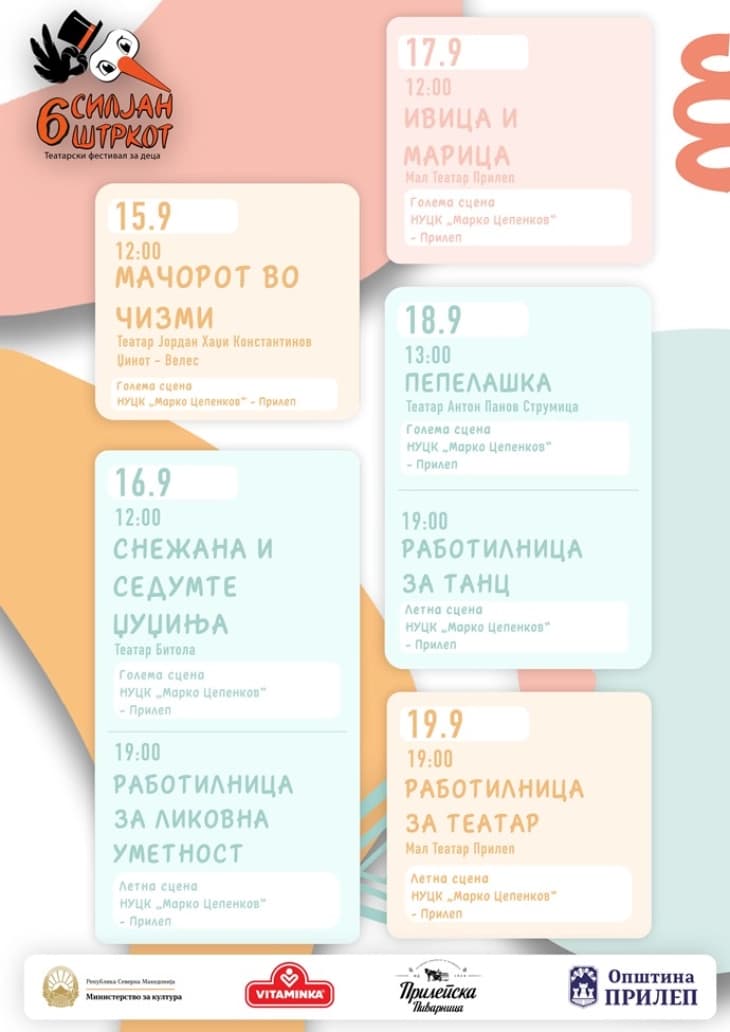 6 СИЛЈАН
ШТРКОТ
Театарски фестивал за деца
15.9
12:00
МАЧОРОТ ВО
ЧИЗМИ
Театар Јордан Хаџи Константинов
Џинот - Велес
Голема сцена
НУЦК „Марко Цепенков" - Прилеп
16.9
12:00
СНЕЖАНА И
СЕДУМТЕ
ЏУЏИЊА
Театар Битола
Голема сцена
НУЦК „Марко Цепенков"
- Прилеп
19:00
РАБОТИЛНИЦА
ЗА ЛИКОВНА
УМЕТНОСТ
Летна сцена
НУЦК „Марко Цепенков"
- Прилеп
17.9
12:00
ИВИЦА И
МАРИЦА
Мал Театар Прилеп
Голема сцена
НУЦК „Марко Цепенков"
- Прилеп
18.9
13:00
ПЕПЕЛАШКА
Театар Антон Панов Струмица
Голема сцена
НУЦК „Марко Цепенков"
- Прилеп
19:00
РАБОТИЛНИЦА
ЗА ТАНЦ
Летна сцена
НУЦК „Марко Цепенков"
- Прилеп
19.9
19:00
РАБОТИЛНИЦА
ЗА ТЕАТАР
Мал Театар Прилеп
Летна сцена
НУЦК „Марко Цепенков"
- Прилеп
Република Северна Македонија
Министерство за култура
VITAMINKA
Прилепска
Пиварница
Општина
ПРИЛЕП